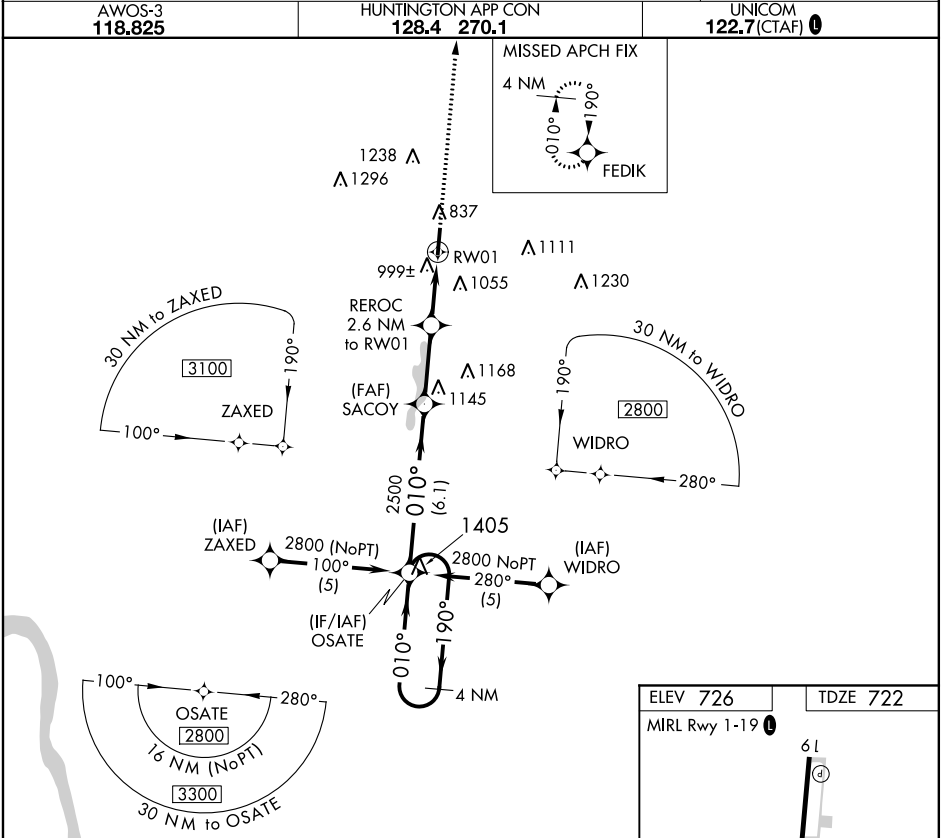 AWOS-3
118.825
HUNTINGTON APP CON
128.4 270.1
UNICOM
122.7 (CTAF) L
MISSED APCH FIX
4 NM
010°
190°
FEDIK
1238
1296
837
RW01
1111
999±
1055
1230
REROC
2.6 NM
to RW01
1168
(FAF)
SACOY
1145
30 NM to ZAXED
3100
190°
ZAXED
100°
30 NM to WIDRO
190°
2800
WIDRO
280°
2500
010°
(6.1)
1405
(IAF)
ZAXED
2800 (NoPT)
100°
(5)
2800 NoPT
280°
(5)
(IAF)
WIDRO
(IF/IAF)
OSATE
010°
190°
4 NM
100°
280°
OSATE
2800
16 NM (NoPT)
3300
30 NM to OSATE
ELEV 726
TDZE 722
MIRL Rwy 1-19 L
19
P